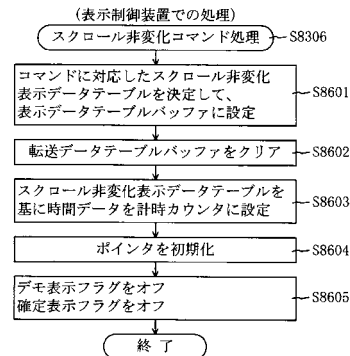 (表示制御装置での処理)
スクロール非変化コマンド処理
S8306
コマンドに対応したスクロール非変化
表示データテーブルを決定して、
表示データテーブルバッファに設定
S8601
転送データテーブルバッファをクリア
S8602
スクロール非変化表示データテーブルを
基に時間データを計時カウンタに設定
S8603
ポインタを初期化
S8604
デモ表示フラグをオフ
確定表示フラグをオフ
S8605
終了